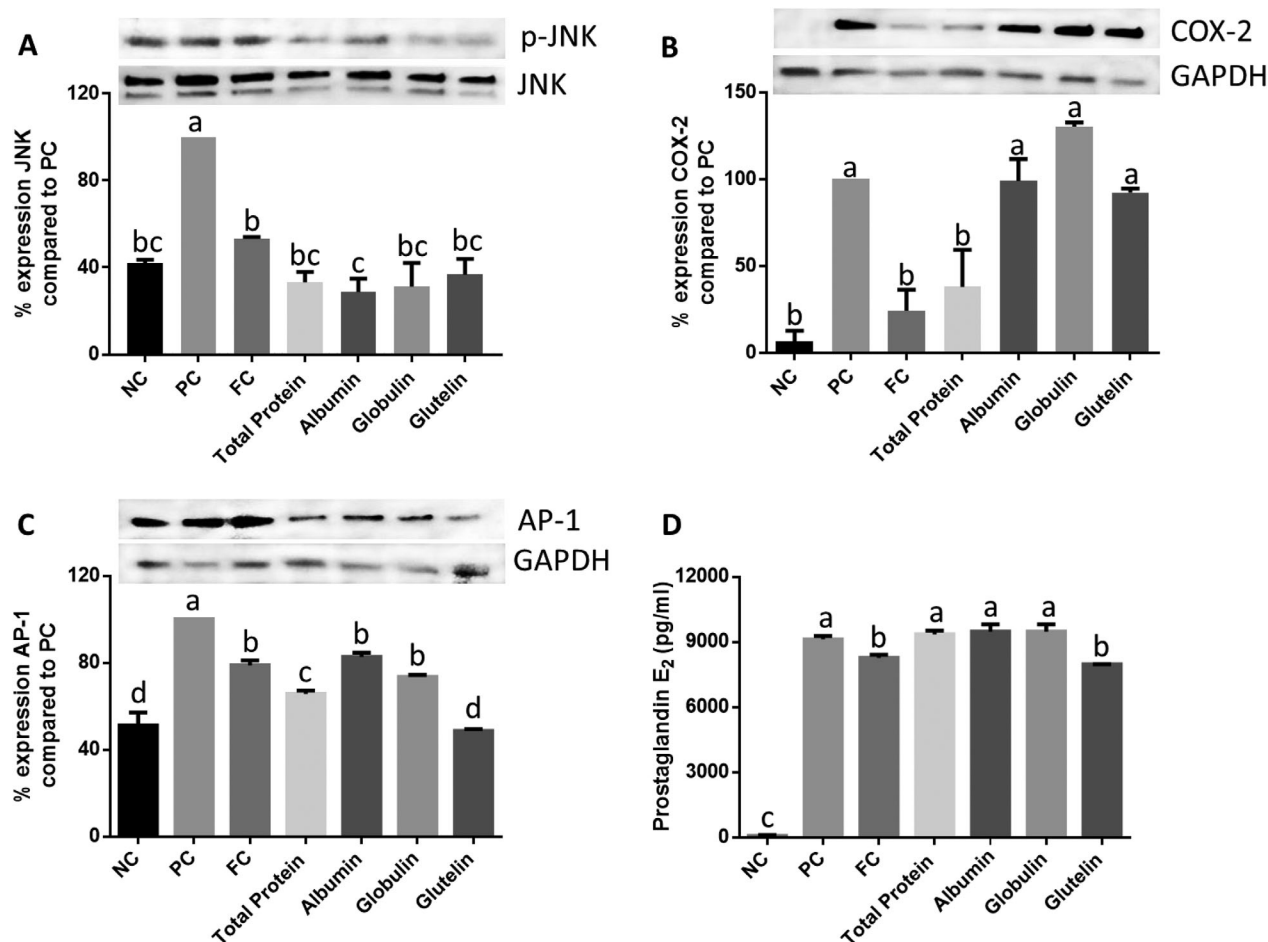 A
p-JNK
JNK
% expression JNK
compared to PC
120
80
40
0
bc
a
b
bc
c
bc
bc
NC
PC
FC
Total Protein
Albumin
Globulin
Glutelin
B
COX-2
GAPDH
% expression COX-2
compared to PC
150
100
50
0
b
a
b
b
a
a
a
NC
PC
FC
Total Protein
Albumin
Globulin
Glutelin
C
AP-1
GAPDH
% expression AP-1
compared to PC
120
80
40
0
d
a
b
c
b
b
d
NC
PC
FC
Total Protein
Albumin
Globulin
Glutelin
D
Prostaglandin E₂ (pg/ml)
12000
9000
6000
3000
0
c
a
b
a
a
a
b
NC
PC
FC
Total Protein
Albumin
Globulin
Glutelin